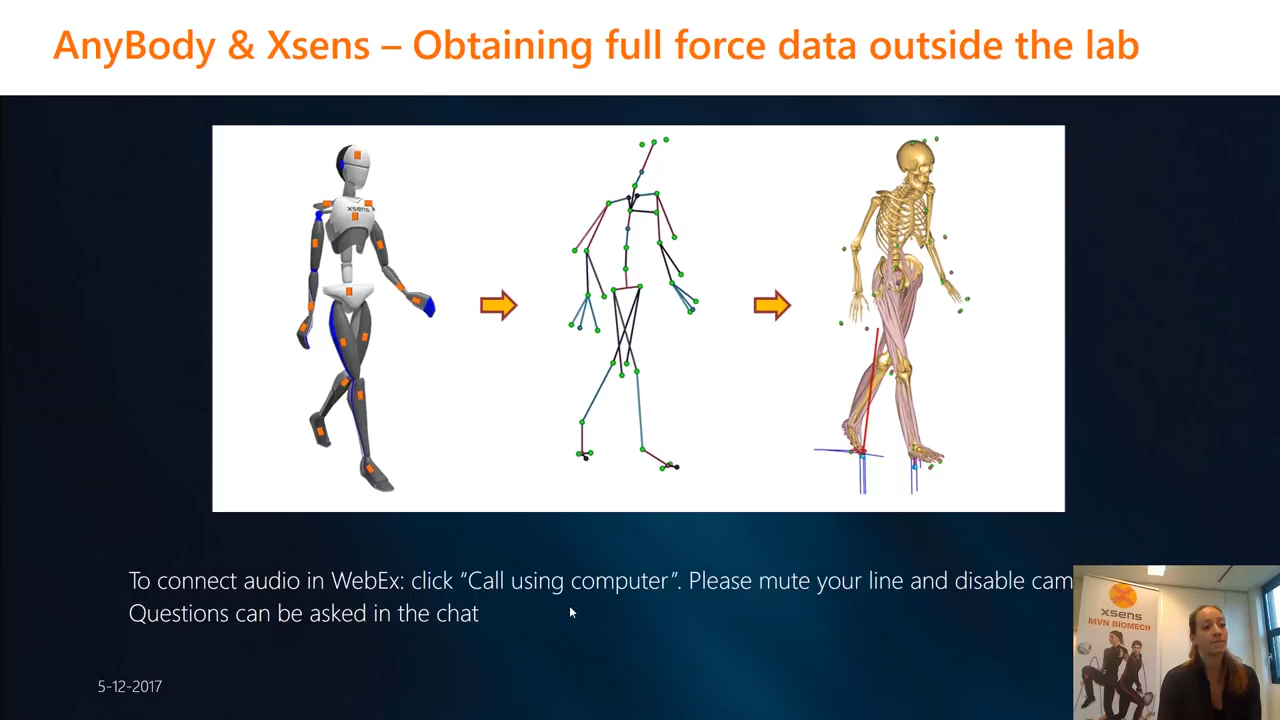 AnyBody & Xsens – Obtaining full force data outside the lab
xsens
To connect audio in WebEx: click “Call using computer”. Please mute your line and disable cam
Questions can be asked in the chat
xsens
MVN BIOMECH
5-12-2017